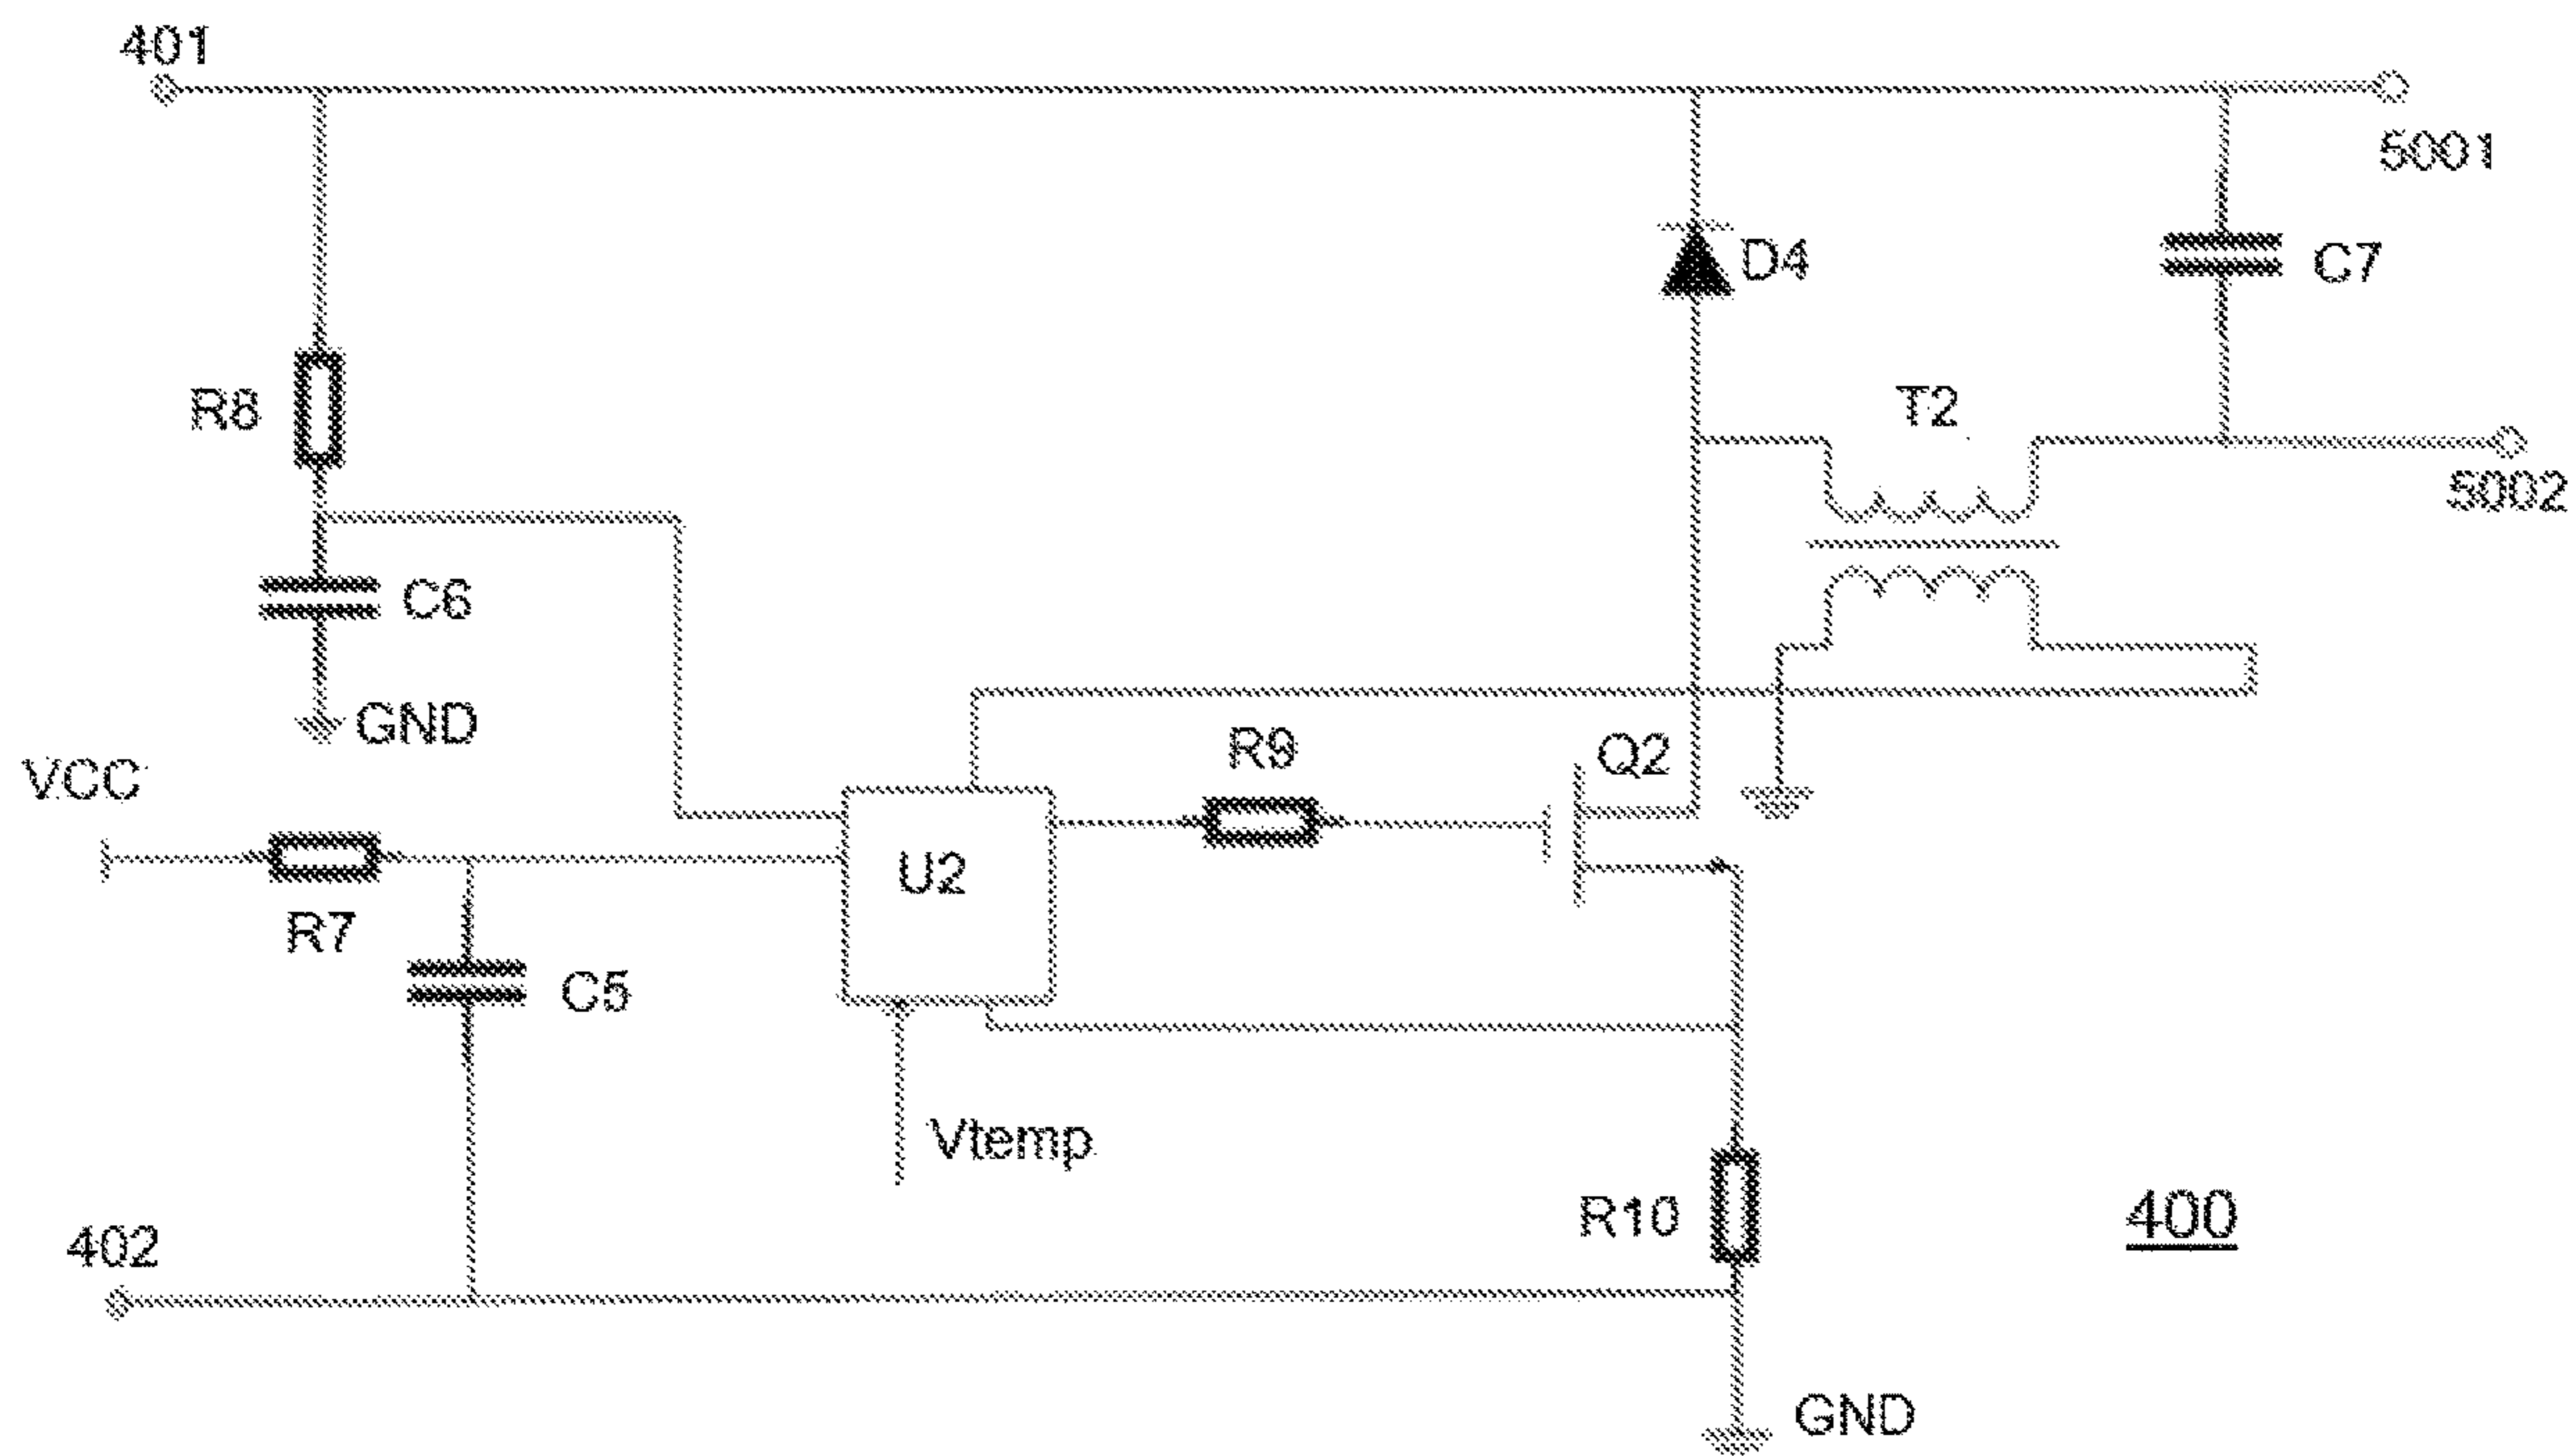 401
5001
D4
C7
R8
T2
5002
C6
GND
R9
Q2
VCC
U2
R7
C5
Vtemp
R10
400
402
GND